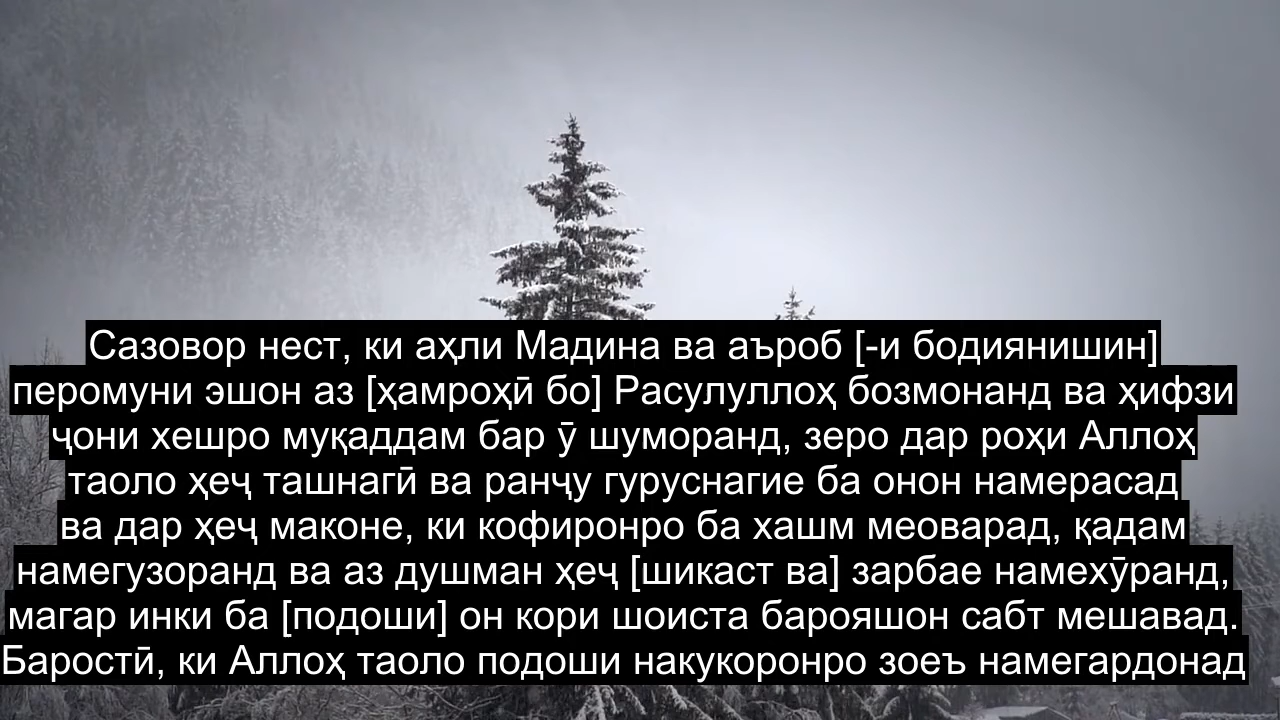 Сазовор нест, ки аҳли Мадина ва аъроб [-и бодиянишин]
перомуни эшон аз [ҳамроҳӣ бо] Расулуллоҳ бозмонанд ва ҳифзи
ҷони хешро муқаддам бар ӯ шуморанд, зеро дар роҳи Аллоҳ
таоло ҳеҷ ташнагӣ ва ранҷу гуруснагие ба онон намерасад
ва дар ҳеҷ маконе, ки кофиронро ба хашм меоварад, қадам
намегузоранд ва аз душман ҳеҷ [шикаст ва] зарбае намехӯранд,
магар инки ба [подоши] он кори шоиста барояшон сабт мешавад.
Баростӣ, ки Аллоҳ таоло подоши накукоронро зоеъ намегардонад